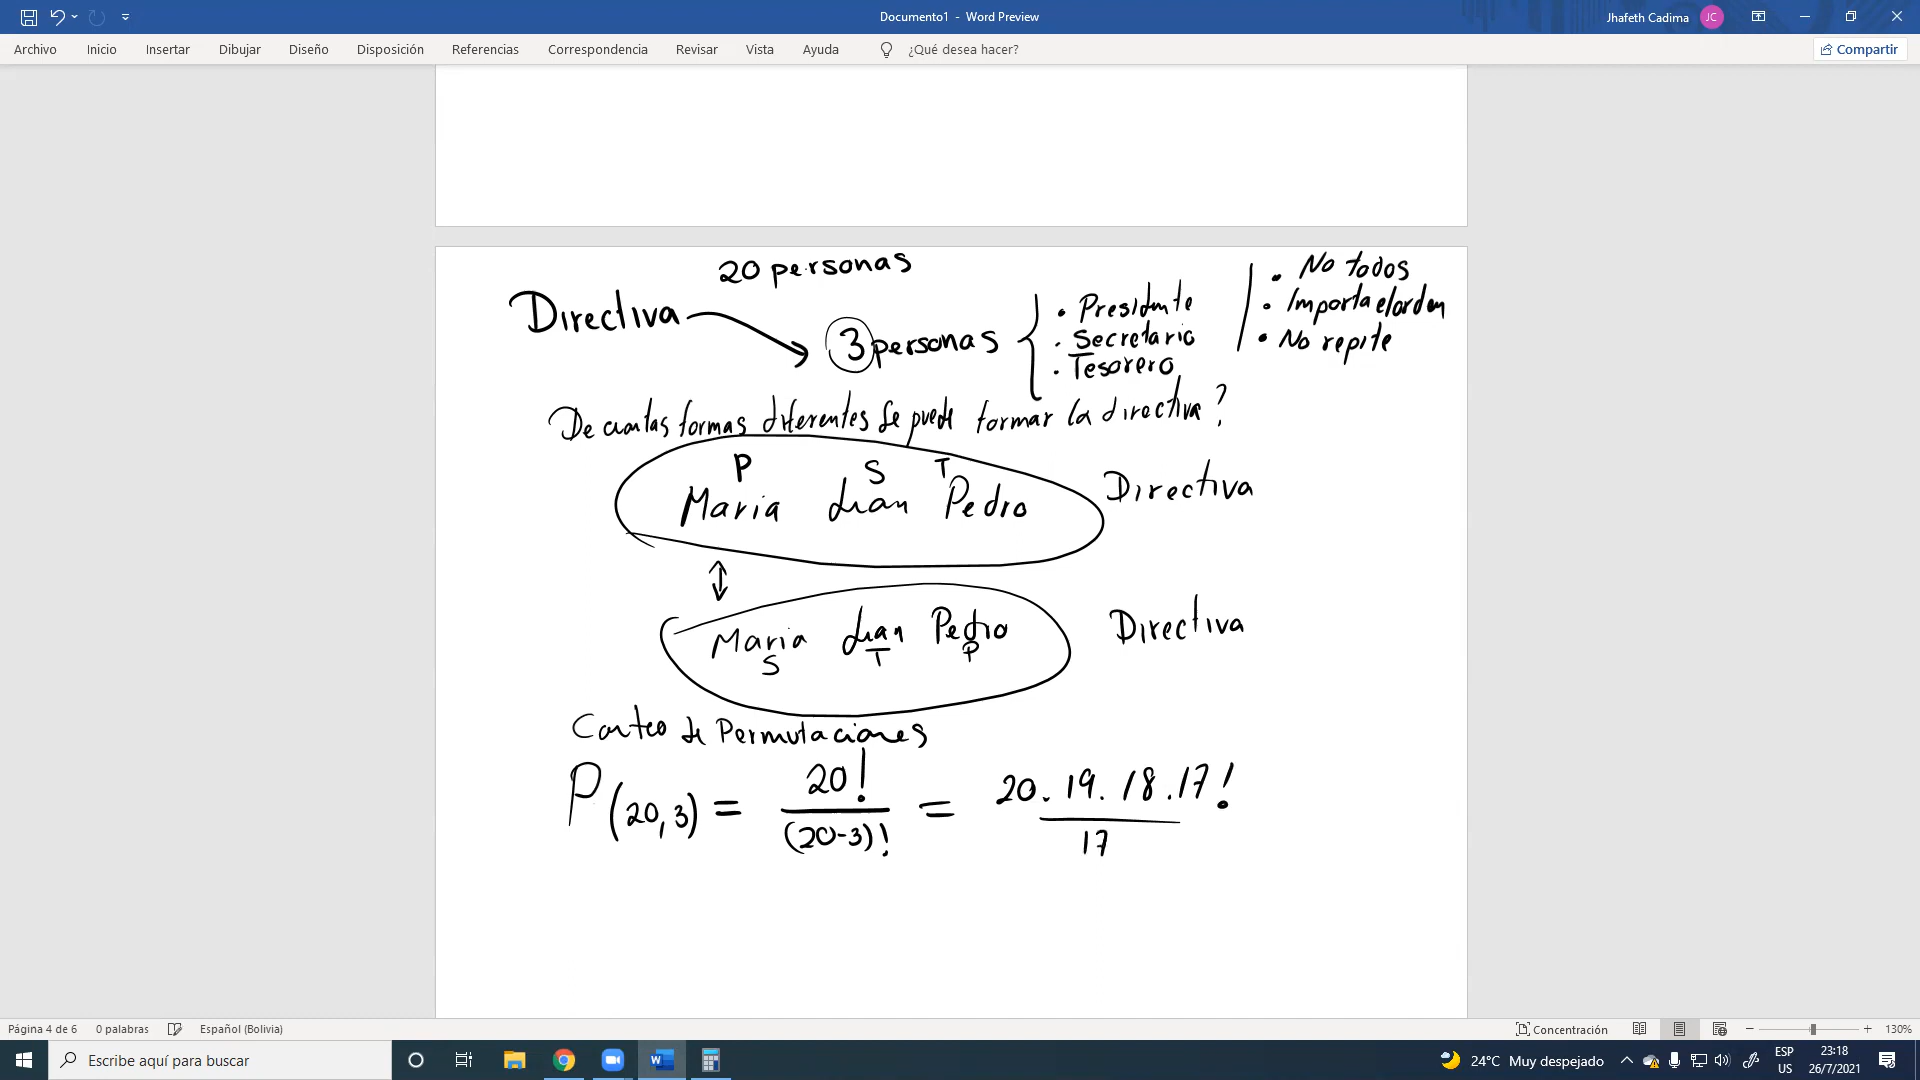 Documento1 - Word Preview
Jhafeth Cadima
JC
Archivo Inicio Insertar Dibujar Diseño Disposición Referencias Correspondencia Revisar Vista Ayuda ¿Qué desea hacer? Compartir
20 personas
Directiva
3 personas
• Presidente
• Secretario
• Tesorero
• No todos
• Importa el orden
• No repite
De cuantas formas diferentes se puede formar la directiva?
P S T
Maria Juan Pedro Directiva
Maria Juan Pedro Directiva
S T P
Conteo de Permutaciones
P(20,3) = 20! / (20-3)! = 20.19.18.17! / 17
Página 4 de 6 0 palabras Español (Bolivia) Concentración 130%
Escribe aquí para buscar
24°C Muy despejado
ESP
US
23:18
26/7/2021